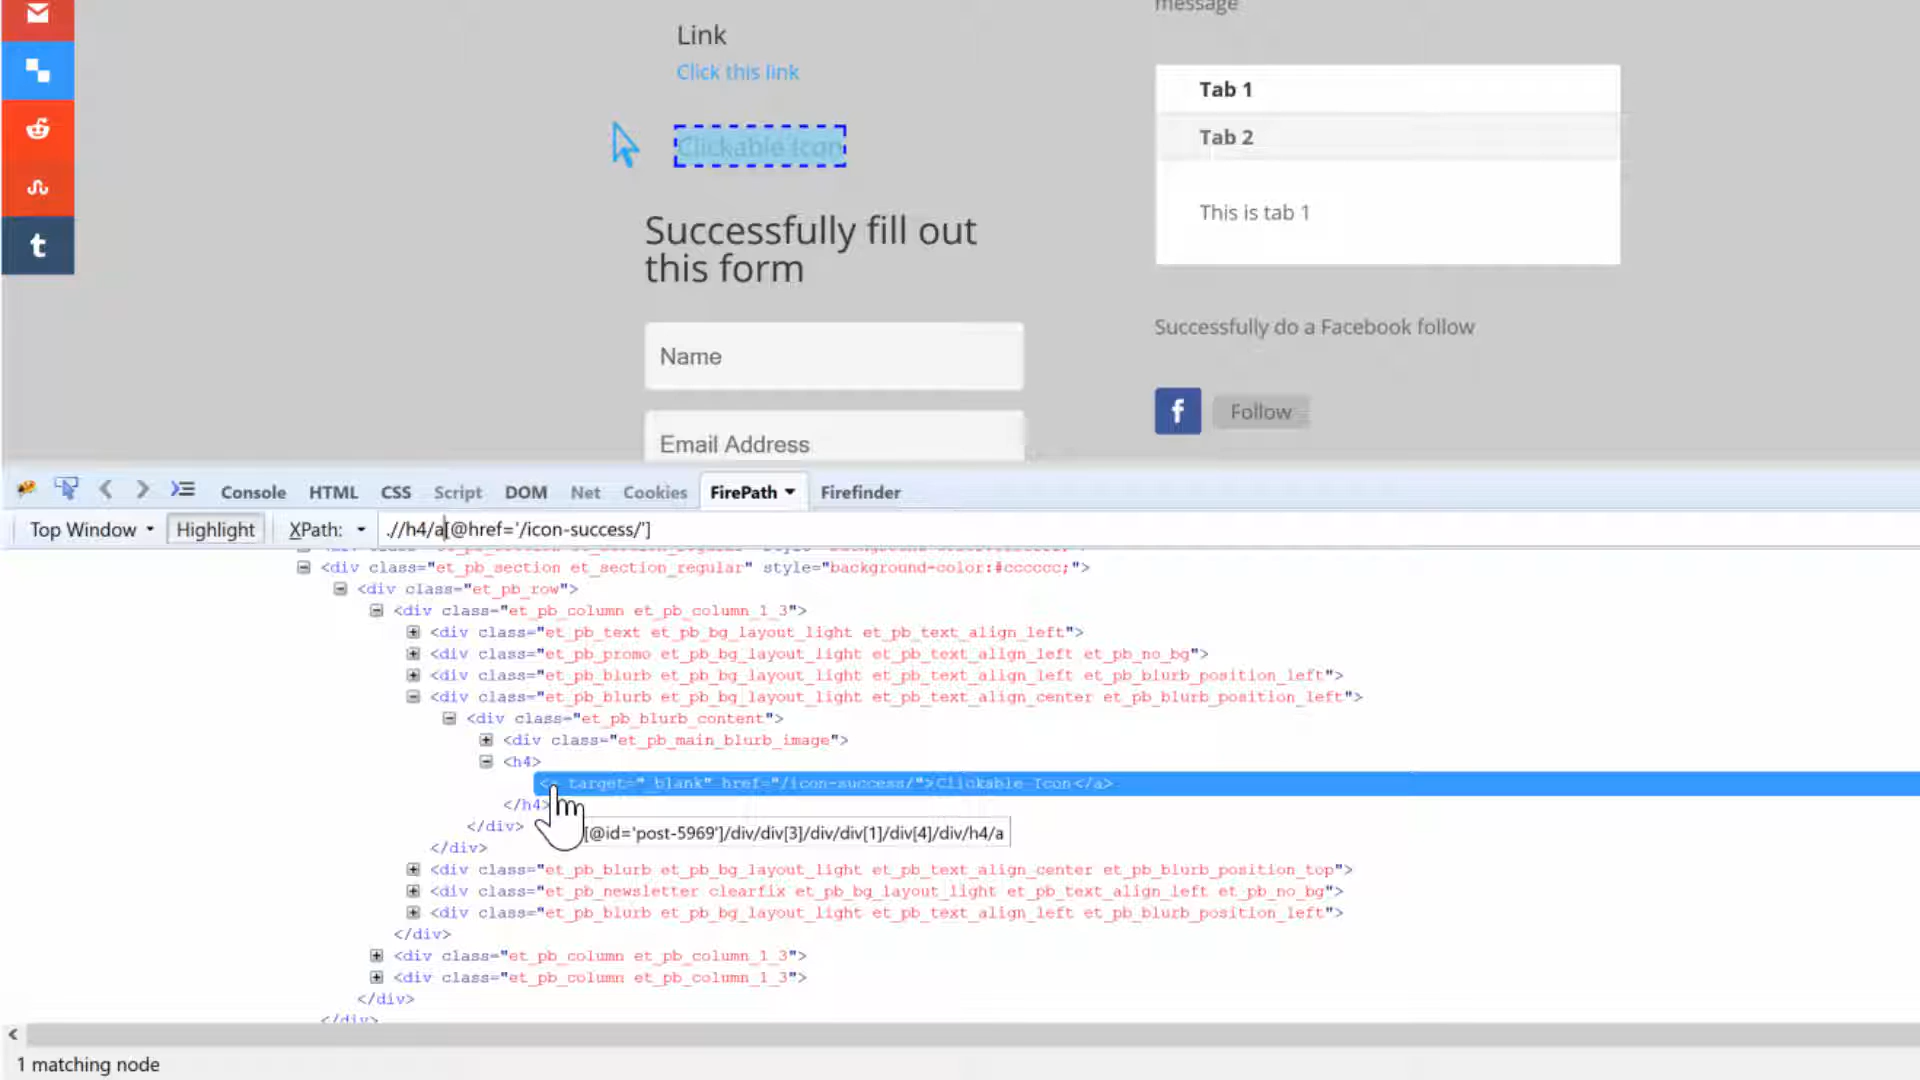 message
Link
Click this link
Clickable Icon
Tab 1
Tab 2
This is tab 1
Successfully fill out
this form
Name
Email Address
Successfully do a Facebook follow
f Follow
t
Console HTML CSS Script DOM Net Cookies FirePath Firefinder
Top Window Highlight XPath: .//h4/a[@href='/icon-success/']
<div class="et_pb_section et_section_regular" style="background-color:#cccccc;">
<div class="et_pb_row">
<div class="et_pb_column et_pb_column_1_3">
<div class="et_pb_text et_pb_bg_layout_light et_pb_text_align_left">
<div class="et_pb_promo et_pb_bg_layout_light et_pb_text_align_left et_pb_no_bg">
<div class="et_pb_blurb et_pb_bg_layout_light et_pb_text_align_left et_pb_blurb_position_left">
<div class="et_pb_blurb et_pb_bg_layout_light et_pb_text_align_center et_pb_blurb_position_left">
<div class="et_pb_blurb_content">
<div class="et_pb_main_blurb_image">
<h4>
<a target="_blank" href="/icon-success/">Clickable Icon</a>
</h4>
</div>
[@id='post-5969']/div/div[3]/div/div[1]/div[4]/div/h4/a
</div>
<div class="et_pb_blurb et_pb_bg_layout_light et_pb_text_align_center et_pb_blurb_position_top">
<div class="et_pb_newsletter clearfix et_pb_bg_layout_light et_pb_text_align_left et_pb_no_bg">
<div class="et_pb_blurb et_pb_bg_layout_light et_pb_text_align_left et_pb_blurb_position_left">
</div>
<div class="et_pb_column et_pb_column_1_3">
<div class="et_pb_column et_pb_column_1_3">
</div>
</div>
1 matching node